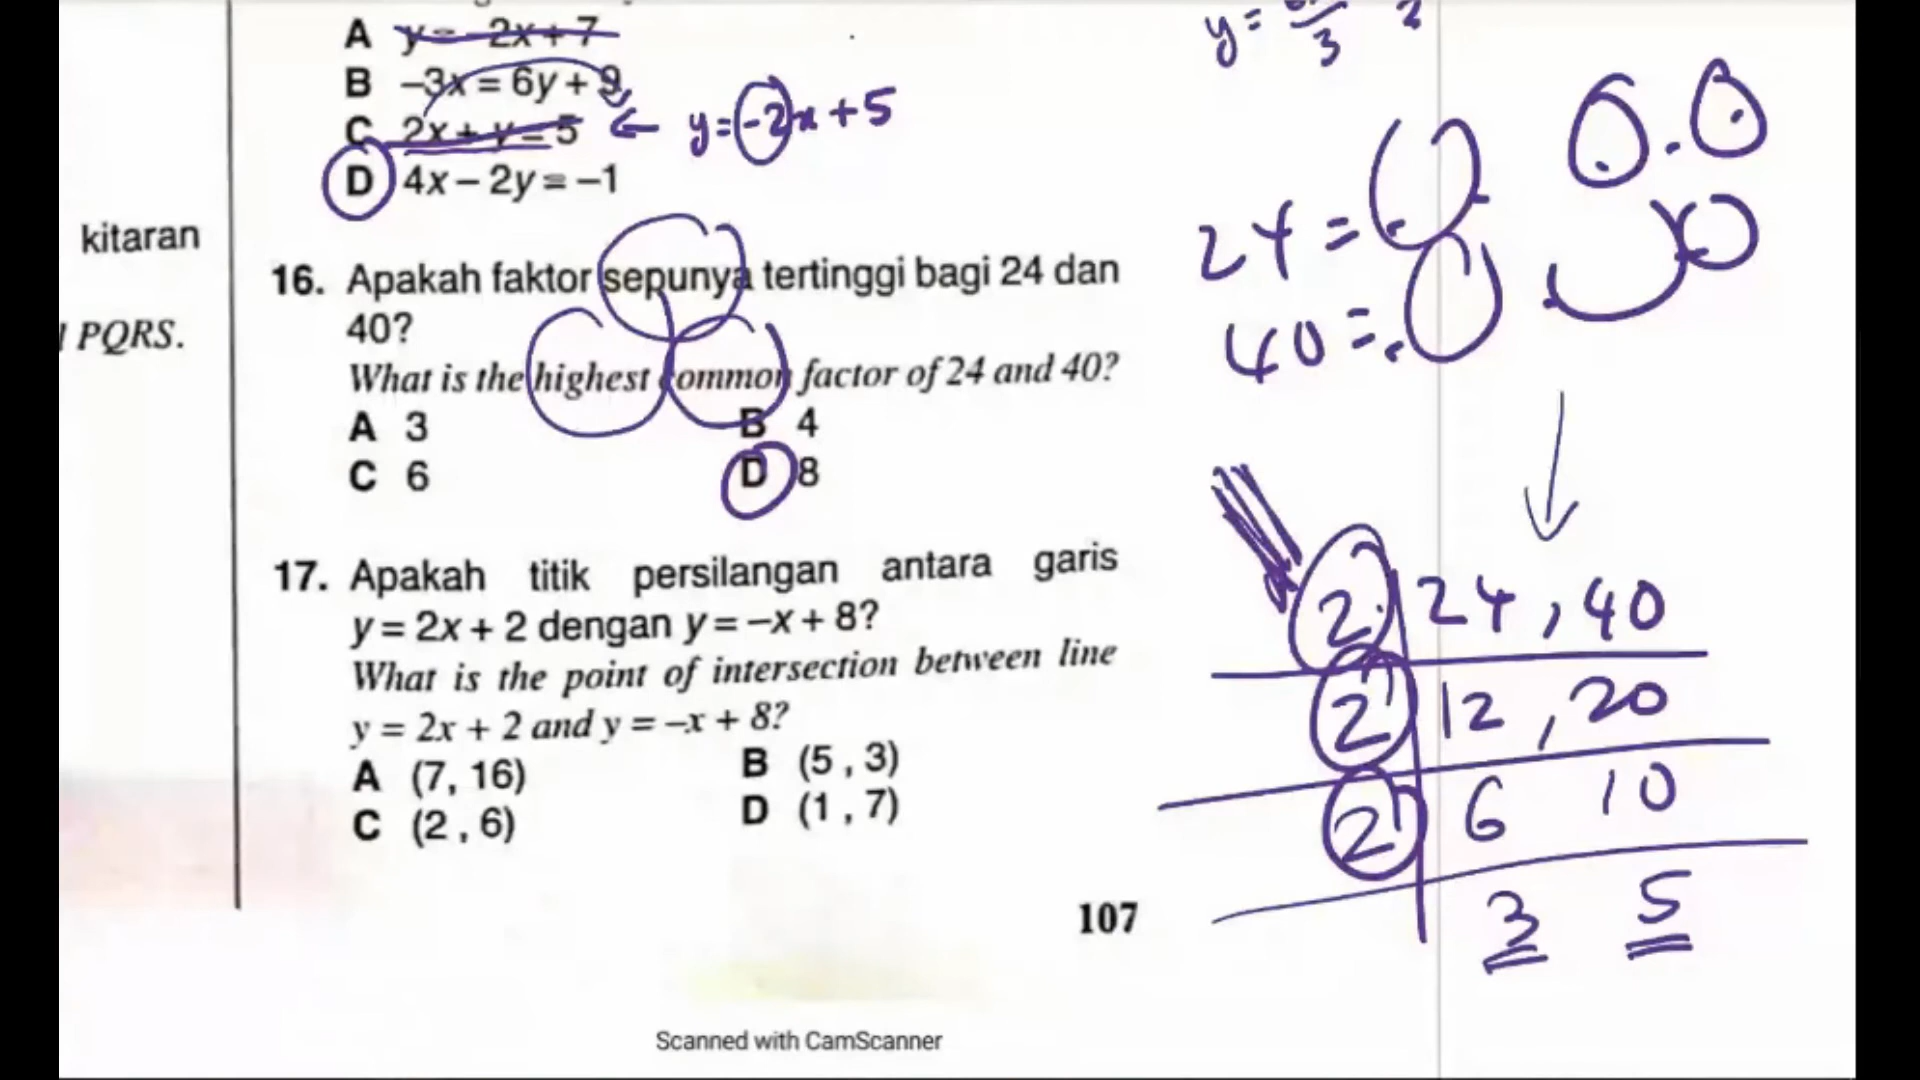 A y = -2x + 7
y = 3
B –3x = 6y + 9
C 2x + y = 5
y = -2x + 5
D 4x – 2y = –1
kitaran
PQRS.
16. Apakah faktor sepunya tertinggi bagi 24 dan
40?
What is the highest common factor of 24 and 40?
A 3 B 4
C 6 D 8
24 =
40 =
17. Apakah titik persilangan antara garis
y = 2x + 2 dengan y = –x + 8?
What is the point of intersection between line
y = 2x + 2 and y = –x + 8?
A (7, 16) B (5 , 3)
C (2 , 6) D (1 , 7)
2 24 , 40
2 12 , 20
2 6 10
3 5
107
Scanned with CamScanner